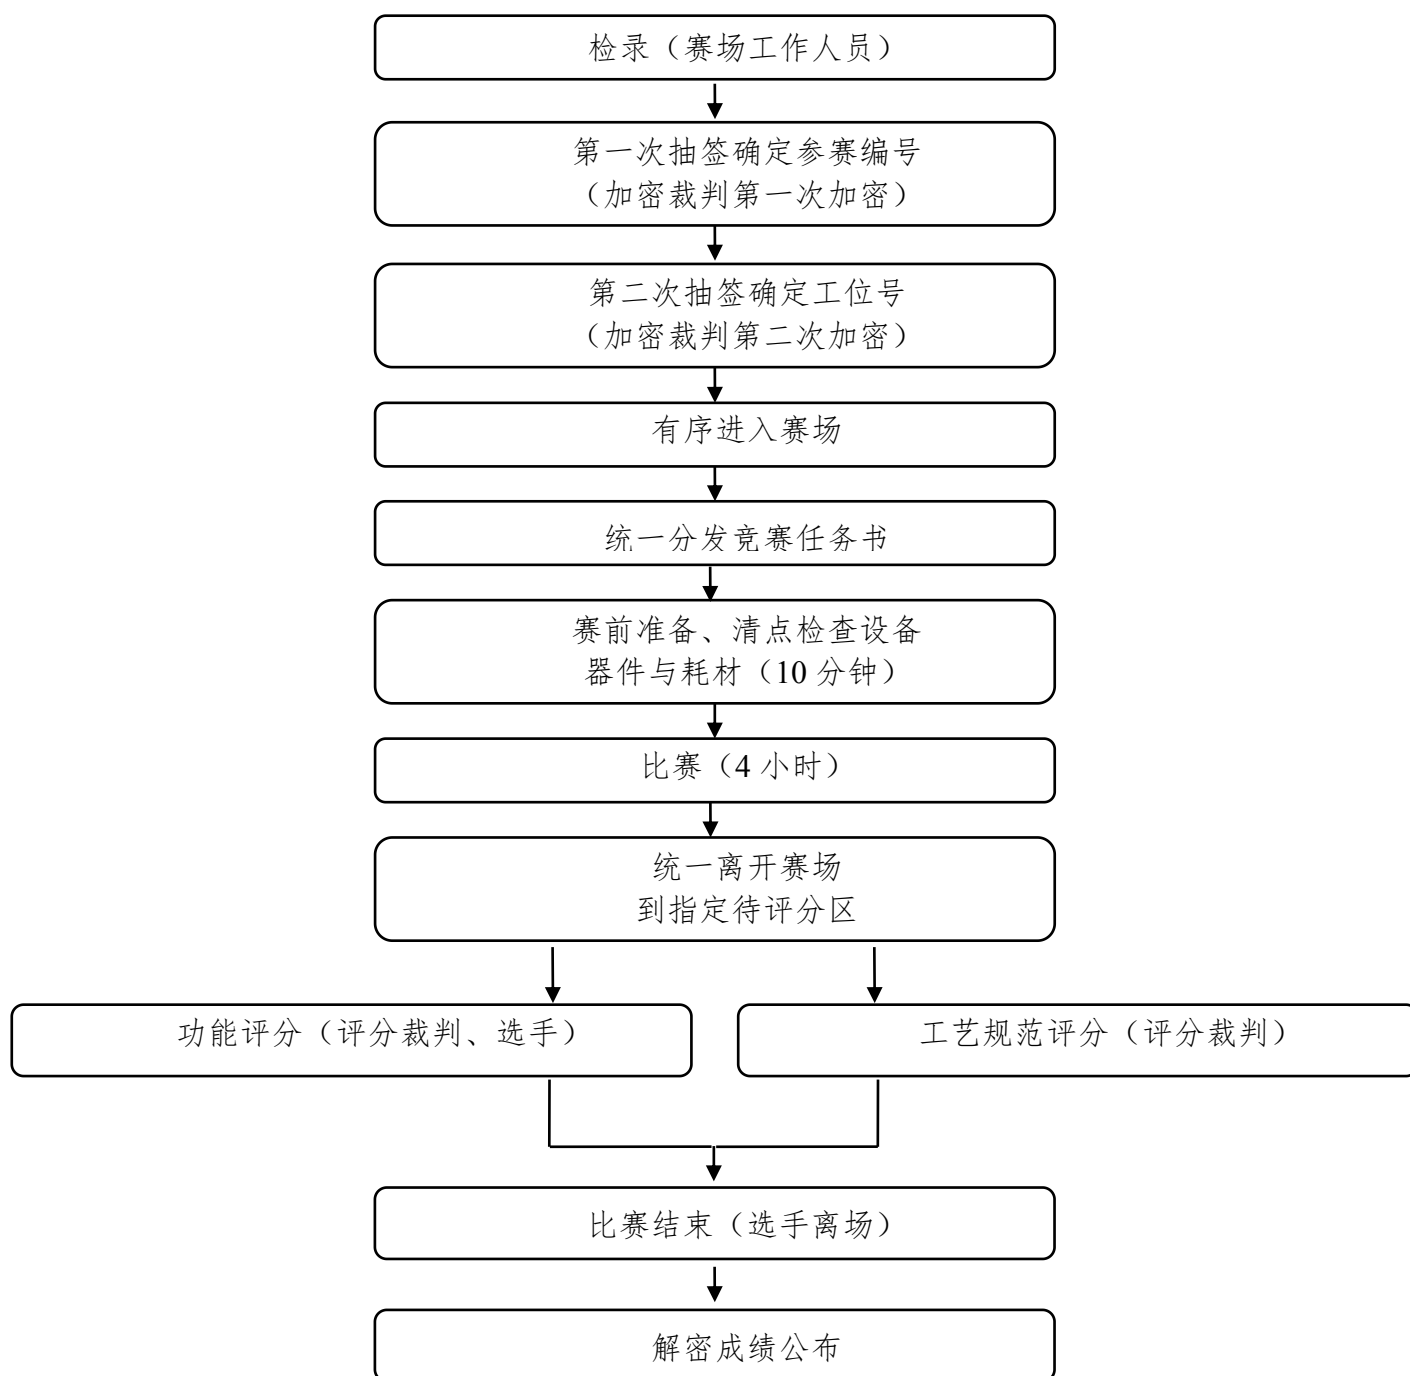 检录（赛场工作人员）
第一次抽签确定参赛编号
（加密裁判第一次加密）
第二次抽签确定工位号
（加密裁判第二次加密）
有序进入赛场
统一分发竞赛任务书
赛前准备、清点检查设备
器件与耗材（10 分钟）
比赛（4 小时）
统一离开赛场
到指定待评分区
功能评分（评分裁判、选手）
工艺规范评分（评分裁判）
比赛结束（选手离场）
解密成绩公布